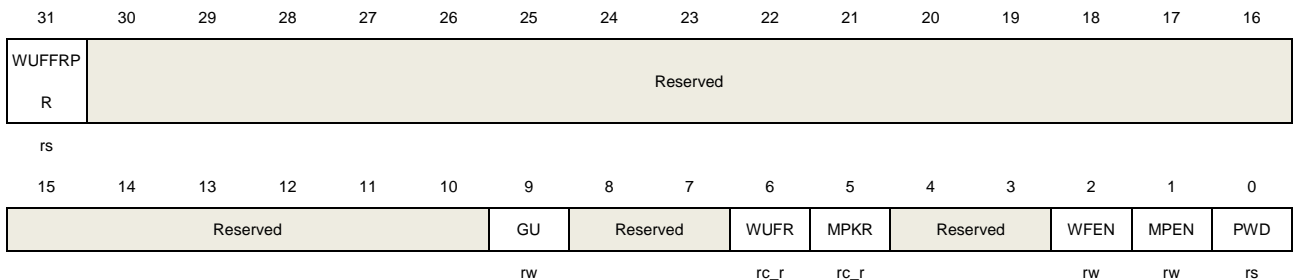 31 30 29 28 27 26 25 24 23 22 21 20 19 18 17 16
WUFFRP
R
Reserved
rs
15 14 13 12 11 10 9 8 7 6 5 4 3 2 1 0
Reserved GU Reserved WUFR MPKR Reserved WFEN MPEN PWD
rw rc_r rc_r rw rw rs